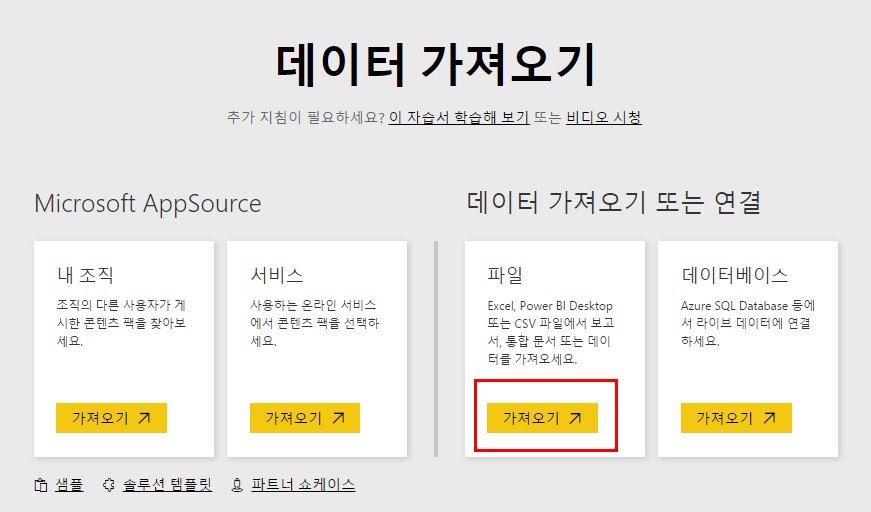 데이터 가져오기
추가 지침이 필요하세요? 이 자습서 학습해 보기 또는 비디오 시청
Microsoft AppSource
내 조직
조직의 다른 사용자가 게
시한 콘텐츠 팩을 찾아보
세요.
가져오기
서비스
사용하는 온라인 서비스
에서 콘텐츠 팩을 선택하
세요.
가져오기
데이터 가져오기 또는 연결
파일
Excel, Power BI Desktop
또는 CSV 파일에서 보고
서, 통합 문서 또는 데이
터를 가져오세요.
가져오기
데이터베이스
Azure SQL Database 등에
서 라이브 데이터에 연결
하세요.
가져오기
샘플 솔루션 템플릿 파트너 쇼케이스